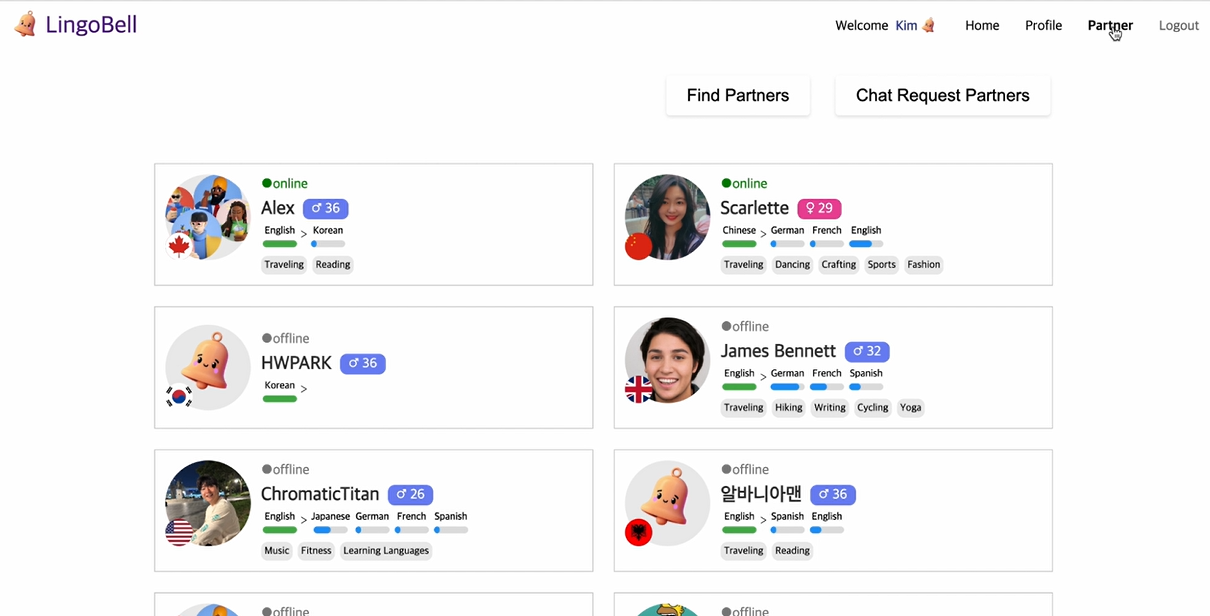 LingoBell
Welcome Kim Home Profile Partner Logout
Find Partners Chat Request Partners
online
Alex ♂ 36
English > Korean
Traveling Reading
online
Scarlette ♀ 29
Chinese > German French English
Traveling Dancing Crafting Sports Fashion
offline
HWPARK ♂ 36
Korean >
offline
James Bennett ♂ 32
English > German French Spanish
Traveling Hiking Writing Cycling Yoga
offline
ChromaticTitan ♂ 26
English > Japanese German French Spanish
Music Fitness Learning Languages
offline
알바니아맨 ♂ 36
English > Spanish English
Traveling Reading
offline
offline